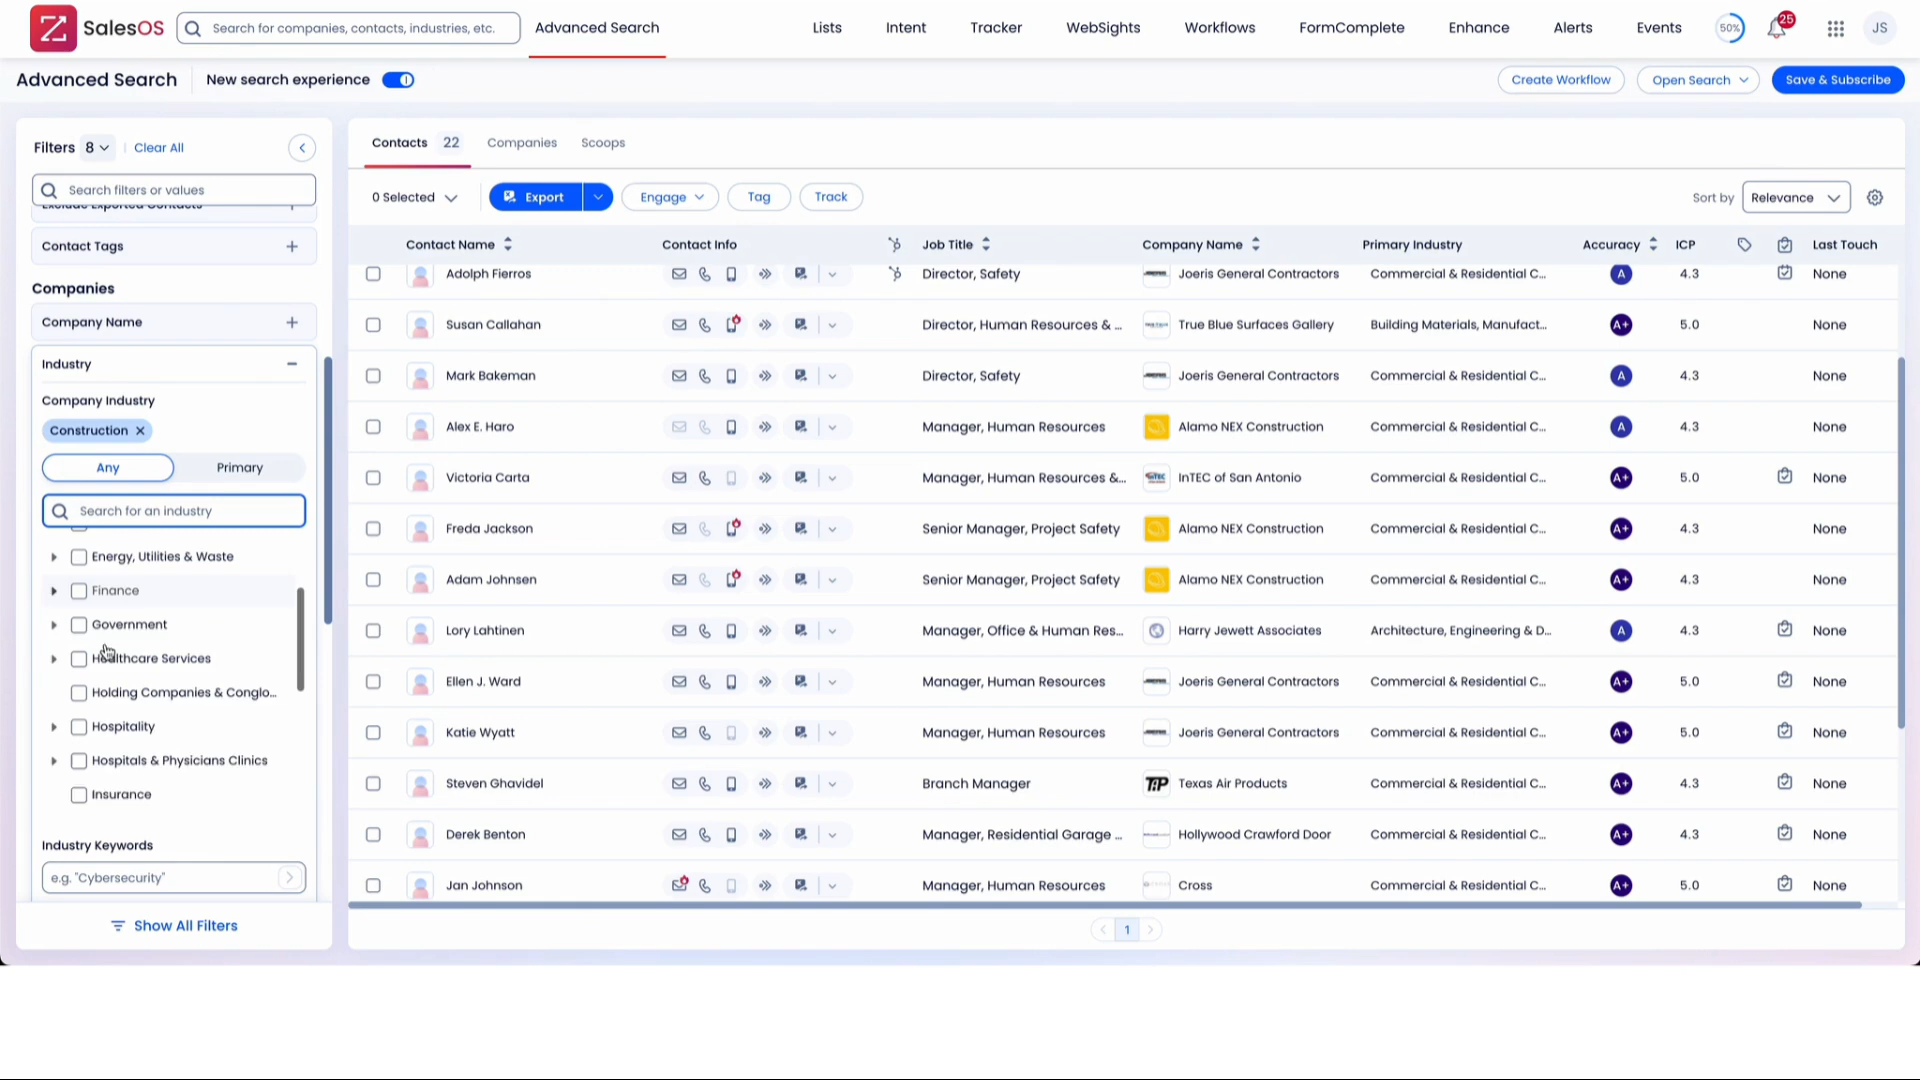 SalesOS
Search for companies, contacts, industries, etc.
Advanced Search
Lists
Intent
Tracker
WebSights
Workflows
FormComplete
Enhance
Alerts
Events
50%
25
JS
Advanced Search
New search experience
Create Workflow
Open Search
Save & Subscribe
Filters 8
Clear All
Search filters or values
Exclude Exported Contacts
Contact Tags
Companies
Company Name
Industry
Company Industry
Construction
Any
Primary
Search for an industry
Energy, Utilities & Waste
Finance
Government
Healthcare Services
Holding Companies & Conglo...
Hospitality
Hospitals & Physicians Clinics
Insurance
Industry Keywords
e.g. "Cybersecurity"
Show All Filters
Contacts 22
Companies
Scoops
0 Selected
Export
Engage
Tag
Track
Sort by
Relevance
Contact Name Contact Info Job Title Company Name Primary Industry Accuracy ICP Last Touch
Adolph Fierros Director, Safety Joeris General Contractors Commercial & Residential C... A 4.3 None
Susan Callahan Director, Human Resources & ... True Blue Surfaces Gallery Building Materials, Manufact... A+ 5.0 None
Mark Bakeman Director, Safety Joeris General Contractors Commercial & Residential C... A 4.3 None
Alex E. Haro Manager, Human Resources Alamo NEX Construction Commercial & Residential C... A 4.3 None
Victoria Carta Manager, Human Resources &... InTEC of San Antonio Commercial & Residential C... A+ 5.0 None
Freda Jackson Senior Manager, Project Safety Alamo NEX Construction Commercial & Residential C... A+ 4.3 None
Adam Johnsen Senior Manager, Project Safety Alamo NEX Construction Commercial & Residential C... A+ 4.3 None
Lory Lahtinen Manager, Office & Human Res... Harry Jewett Associates Architecture, Engineering & D... A 4.3 None
Ellen J. Ward Manager, Human Resources Joeris General Contractors Commercial & Residential C... A+ 5.0 None
Katie Wyatt Manager, Human Resources Joeris General Contractors Commercial & Residential C... A+ 5.0 None
Steven Ghavidel Branch Manager TAP Texas Air Products Commercial & Residential C... A+ 4.3 None
Derek Benton Manager, Residential Garage ... Hollywood Crawford Door Commercial & Residential C... A+ 4.3 None
Jan Johnson Manager, Human Resources Cross Commercial & Residential C... A+ 5.0 None
1